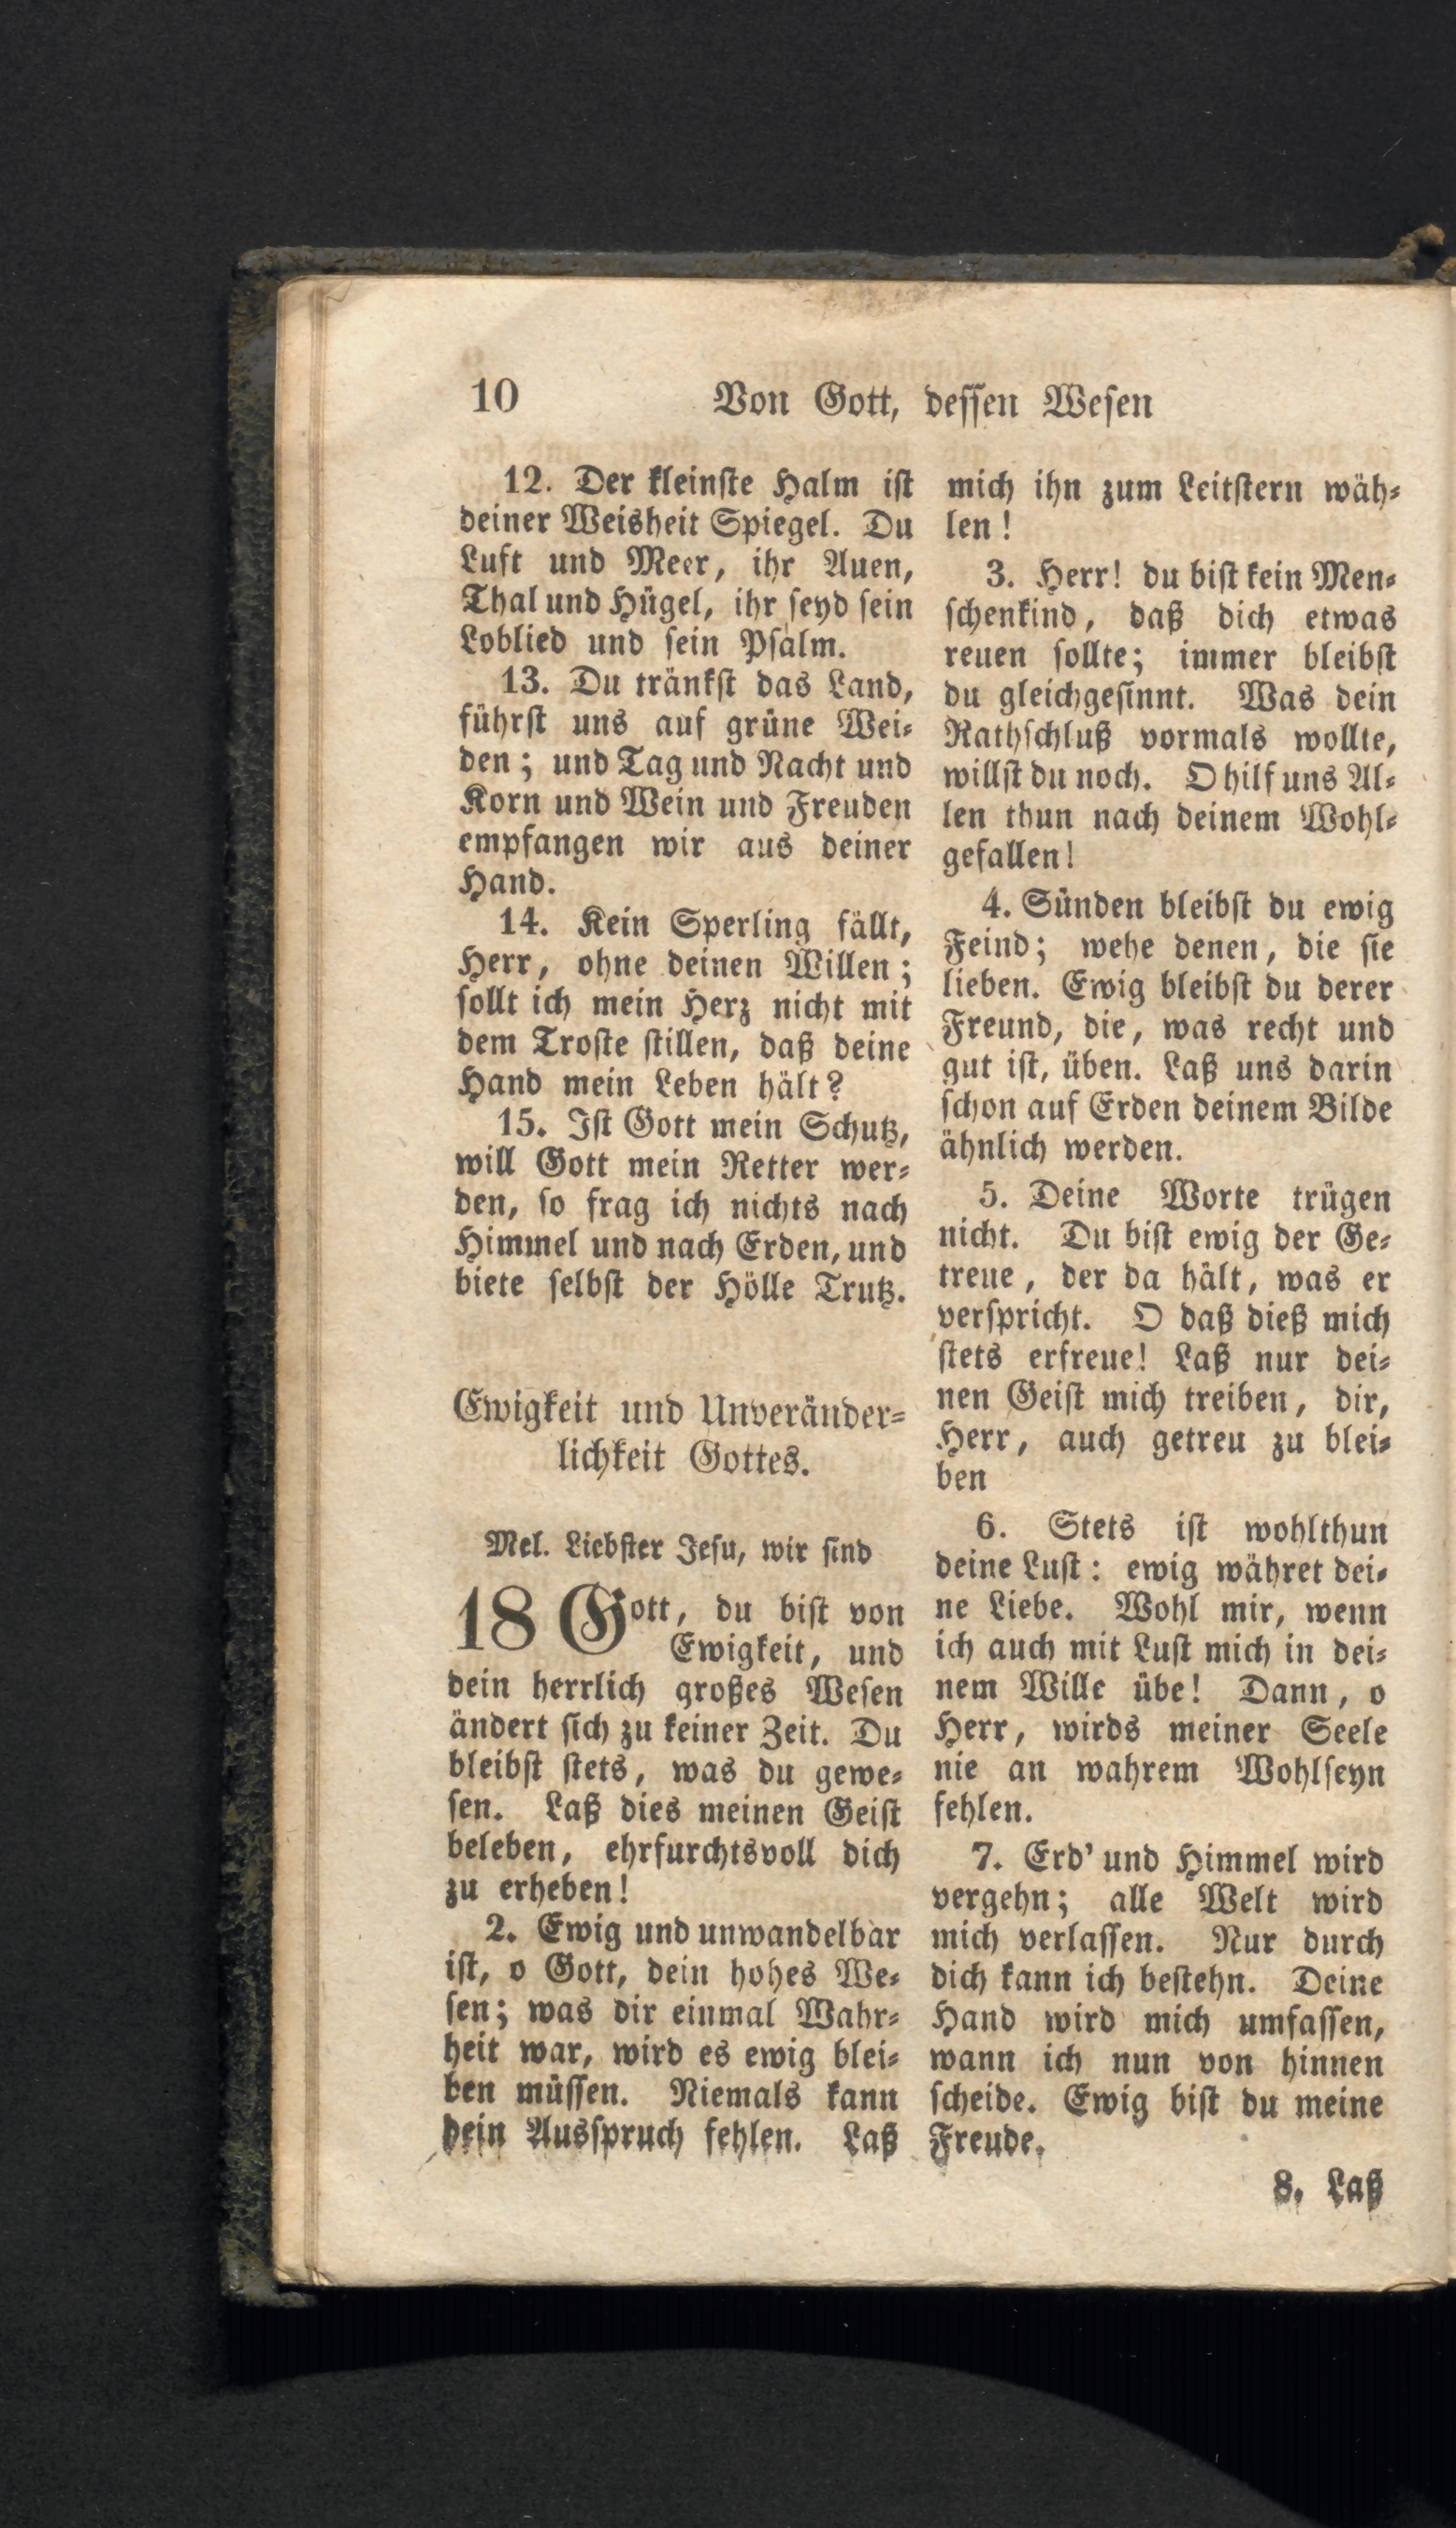 10 Von Gott, dessen Wesen
12. Der kleinste Halm ist
deiner Weisheit Spiegel. Du
Luft und Meer, ihr Auen,
Thal und Hügel, ihr seyd sein
Loblied und sein Psalm.
13. Du tränkst das Land,
führst uns auf grüne Wei-
den; und Tag und Nacht und
Korn und Wein und Freuden
empfangen wir aus deiner
Hand.
14. Kein Sperling fällt,
Herr, ohne deinen Willen;
sollt ich mein Herz nicht mit
dem Troste stillen, daß deine
Hand mein Leben hält?
15. Ist Gott mein Schutz,
will Gott mein Retter wer-
den, so frag ich nichts nach
Himmel und nach Erden, und
biete selbst der Hölle Trutz.
Ewigkeit und Unveränder-
lichkeit Gottes.
Mel. Liebster Jesu, wir sind
18 Gott, du bist von
Ewigkeit, und
dein herrlich großes Wesen
ändert sich zu keiner Zeit. Du
bleibst stets, was du gewe-
sen. Laß dies meinen Geist
beleben, ehrfurchtsvoll dich
zu erheben!
2. Ewig und unwandelbar
ist, o Gott, dein hohes We-
sen; was dir einmal Wahr-
heit war, wird es ewig blei-
ben müssen. Niemals kann
dein Ausspruch fehlen. Laß
mich ihn zum Leitstern wäh-
len!
3. Herr! du bist kein Men-
schenkind, daß dich etwas
reuen sollte; immer bleibst
du gleichgesinnt. Was dein
Rathschluß vormals wollte,
willst du noch. O hilf uns Al-
len thun nach deinem Wohl-
gefallen!
4. Sünden bleibst du ewig
Feind; wehe denen, die sie
lieben. Ewig bleibst du derer
Freund, die, was recht und
gut ist, üben. Laß uns darin
schon auf Erden deinem Bilde
ähnlich werden.
5. Deine Worte trügen
nicht. Du bist ewig der Ge-
treue, der da hält, was er
verspricht. O daß dieß mich
stets erfreue! Laß nur dei-
nen Geist mich treiben, dir,
Herr, auch getreu zu blei-
ben
6. Stets ist wohlthun
deine Lust: ewig währet dei-
ne Liebe. Wohl mir, wenn
ich auch mit Lust mich in dei-
nem Wille übe! Dann, o
Herr, wirds meiner Seele
nie an wahrem Wohlseyn
fehlen.
7. Erd' und Himmel wird
vergehn; alle Welt wird
mich verlassen. Nur durch
dich kann ich bestehn. Deine
Hand wird mich umfassen,
wann ich nun von hinnen
scheide. Ewig bist du meine
Freude.
8. Laß